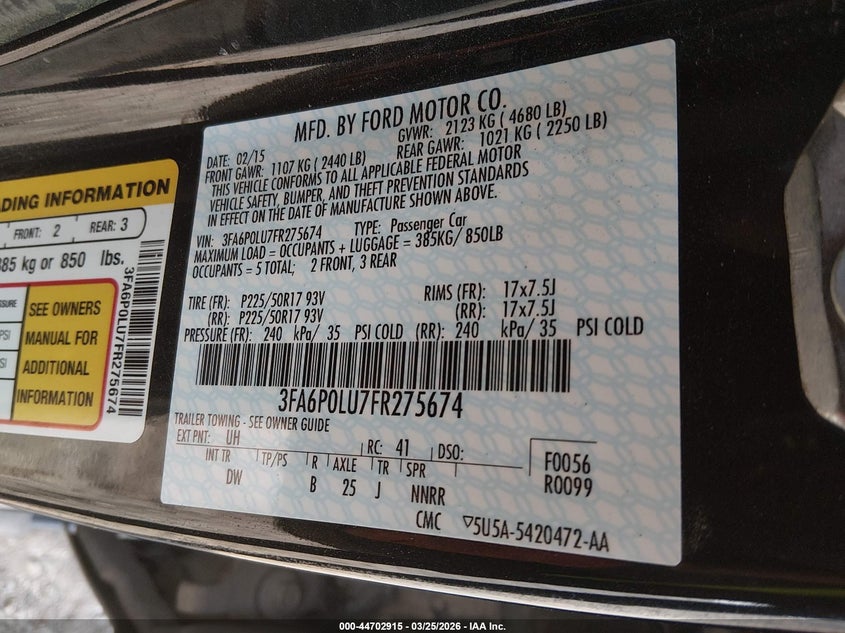 MFD. BY FORD MOTOR CO.
DATE: 02/15 GVWR: 2123 KG ( 4680 LB)
FRONT GAWR: 1107 KG ( 2440 LB) REAR GAWR: 1021 KG ( 2250 LB)
THIS VEHICLE CONFORMS TO ALL APPLICABLE FEDERAL MOTOR
VEHICLE SAFETY, BUMPER, AND THEFT PREVENTION STANDARDS
IN EFFECT ON THE DATE OF MANUFACTURE SHOWN ABOVE.
VIN: 3FA6P0LU7FR275674 TYPE: Passenger Car
MAXIMUM LOAD = OCCUPANTS + LUGGAGE = 385KG/ 850LB
OCCUPANTS = 5 TOTAL; 2 FRONT, 3 REAR
TIRE (FR): P225/50R17 93V RIMS (FR): 17x7.5J
(RR): P225/50R17 93V (RR): 17x7.5J
PRESSURE (FR): 240 kPa/ 35 PSI COLD (RR): 240 kPa/ 35 PSI COLD
3FA6P0LU7FR275674
TRAILER TOWING - SEE OWNER GUIDE
EXT PNT: UH RC: 41 DSO: F0056
INT TR TP/PS R AXLE TR SPR R0099
DW B 25 J NNRR
CMC 5U5A-5420472-AA
DING INFORMATION
FRONT: 2 REAR: 3
385 kg or 850 lbs.
SSURE
PSI
PSI
SEE OWNERS
MANUAL FOR
ADDITIONAL
INFORMATION
3FA6P0LU7FR275674
000-44702915 - 03/25/2026 - IAA Inc.